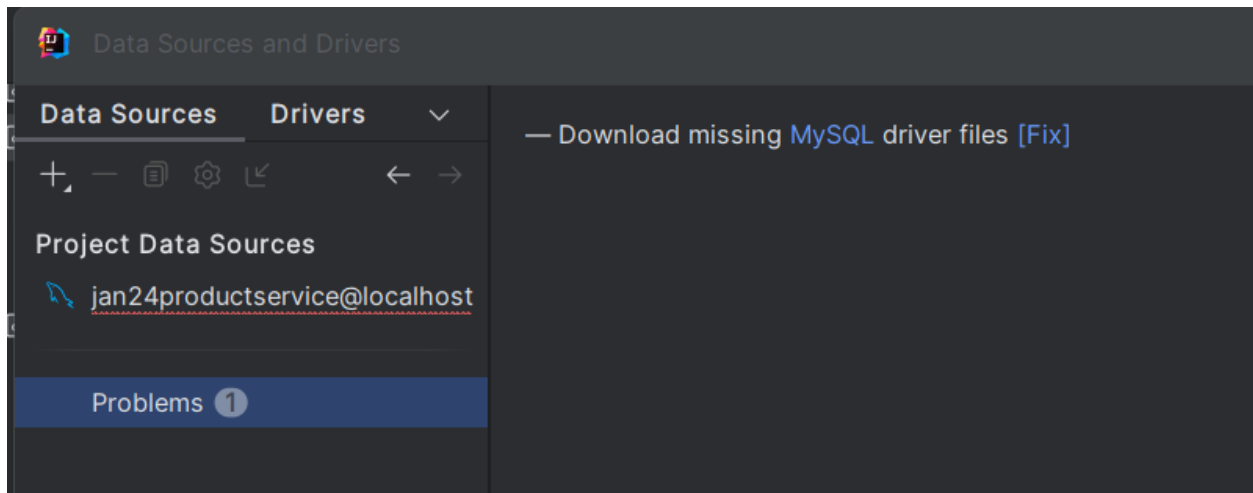 Data Sources and Drivers
Data Sources Drivers
— Download missing MySQL driver files [Fix]
Project Data Sources
jan24productservice@localhost
Problems 1